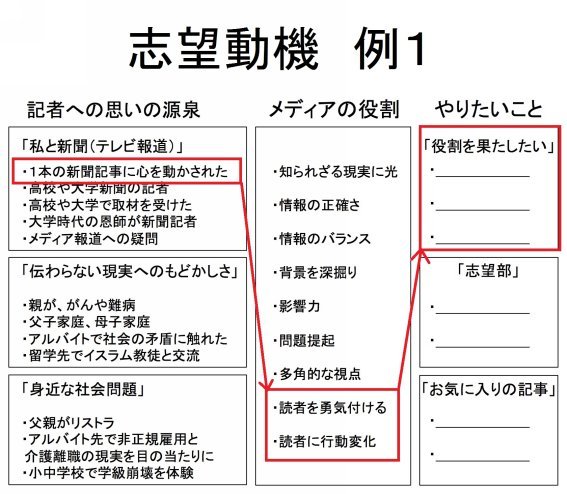 志望動機　例１
記者への思いの源泉
「私と新聞（テレビ報道）」
・１本の新聞記事に心を動かされた
・高校や大学新聞の記者
・高校や大学で取材を受けた
・大学時代の恩師が新聞記者
・メディア報道への疑問
「伝わらない現実へのもどかしさ」
・親が、がんや難病
・父子家庭、母子家庭
・アルバイトで社会の矛盾に触れた
・留学先でイスラム教徒と交流
「身近な社会問題」
・父親がリストラ
・アルバイト先で非正規雇用と
介護離職の現実を目の当たりに
・小中学校で学級崩壊を体験
メディアの役割
・知られざる現実に光
・情報の正確さ
・情報のバランス
・背景を深掘り
・影響力
・問題提起
・多角的な視点
・読者を勇気付ける
・読者に行動変化
やりたいこと
「役割を果たしたい」
・
・
・
「志望部」
・
「お気に入りの記事」
・
・